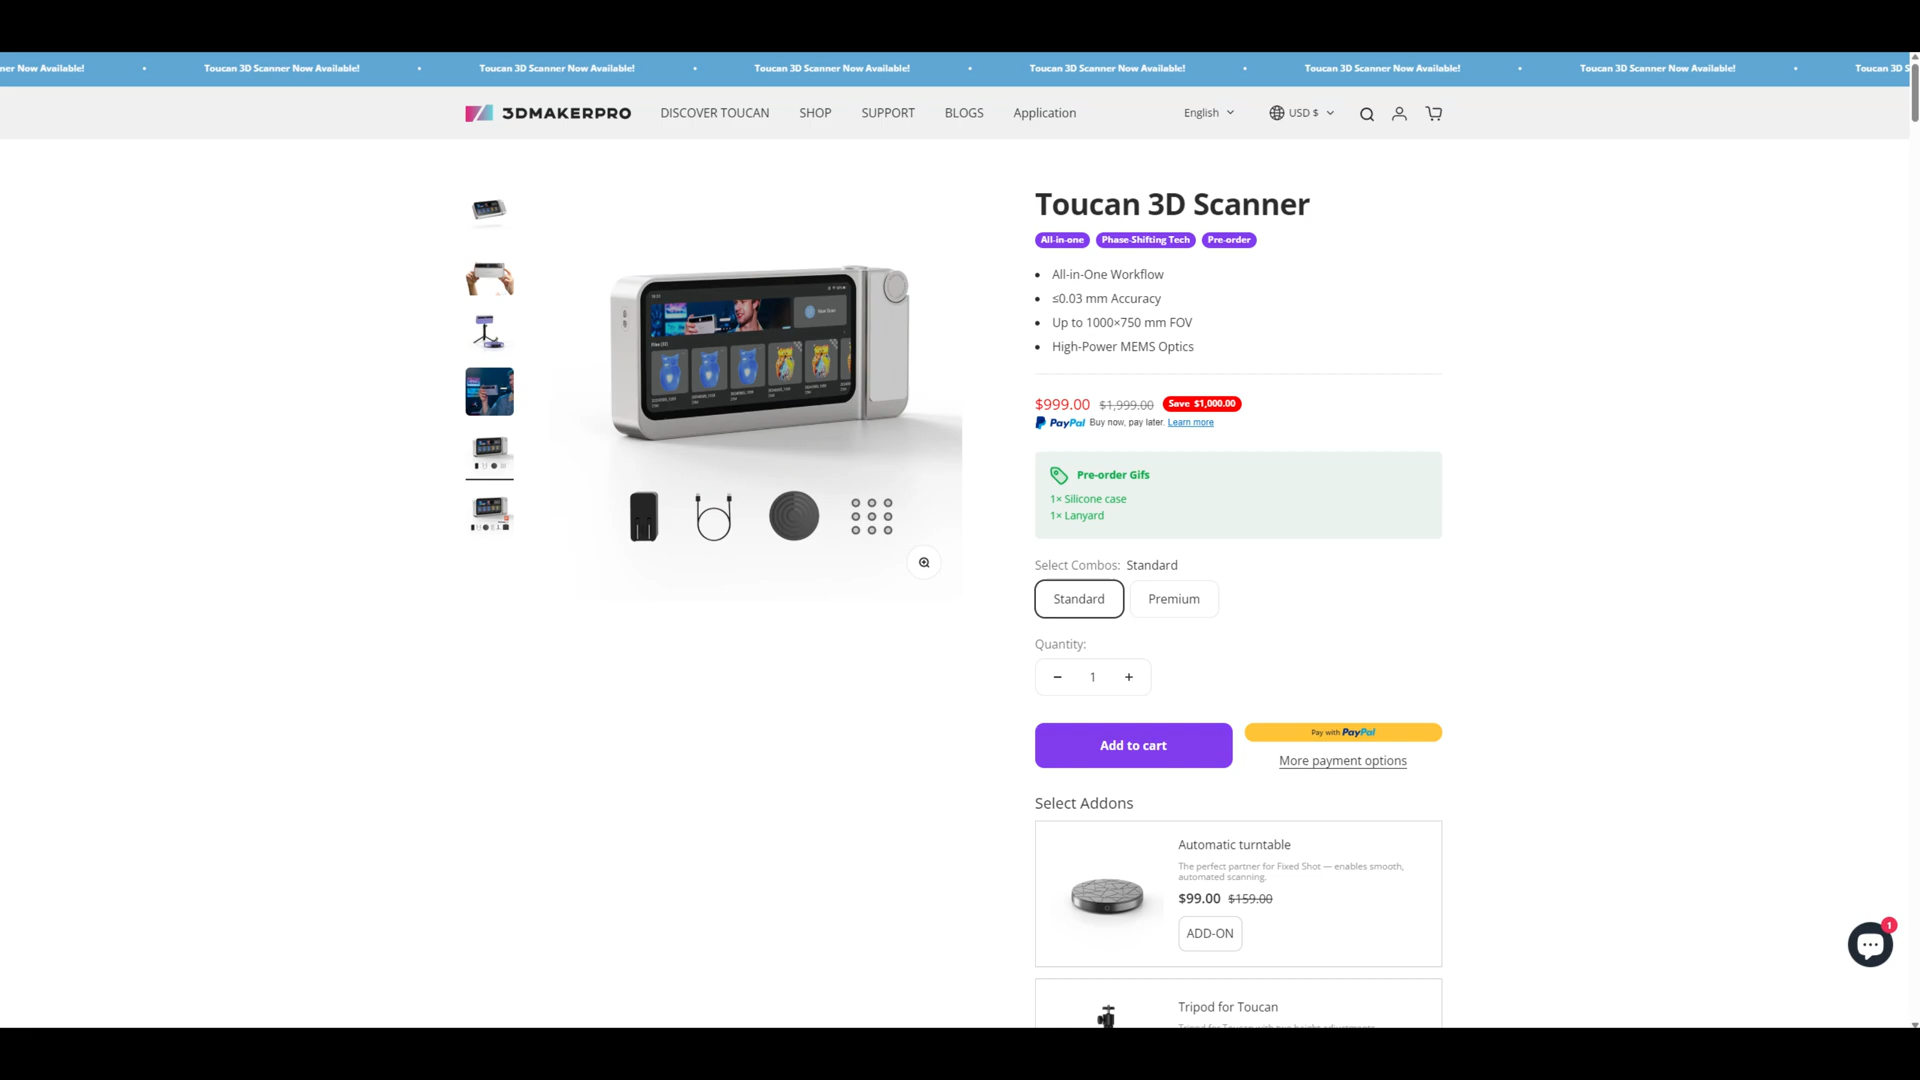 ner Now Available! • Toucan 3D Scanner Now Available! • Toucan 3D Scanner Now Available! • Toucan 3D Scanner Now Available! • Toucan 3D Scanner Now Available! • Toucan 3D Scanner Now Available! • Toucan 3D Scanner Now Available! • Toucan 3D S
3DMAKERPRO DISCOVER TOUCAN SHOP SUPPORT BLOGS Application English USD $
Toucan 3D Scanner
All-in-one Phase-Shifting Tech Pre-order
• All-in-One Workflow
• ≤0.03 mm Accuracy
• Up to 1000×750 mm FOV
• High-Power MEMS Optics
New Scan
$999.00 $1,999.00 Save $1,000.00
PayPal Buy now, pay later. Learn more
Pre-order Gifs
1× Silicone case
1× Lanyard
Select Combos: Standard
Standard Premium
Quantity:
− 1 +
Add to cart
Pay with PayPal
More payment options
Select Addons
Automatic turntable
The perfect partner for Fixed Shot — enables smooth,
automated scanning.
$99.00 $159.00
ADD-ON
1
Tripod for Toucan